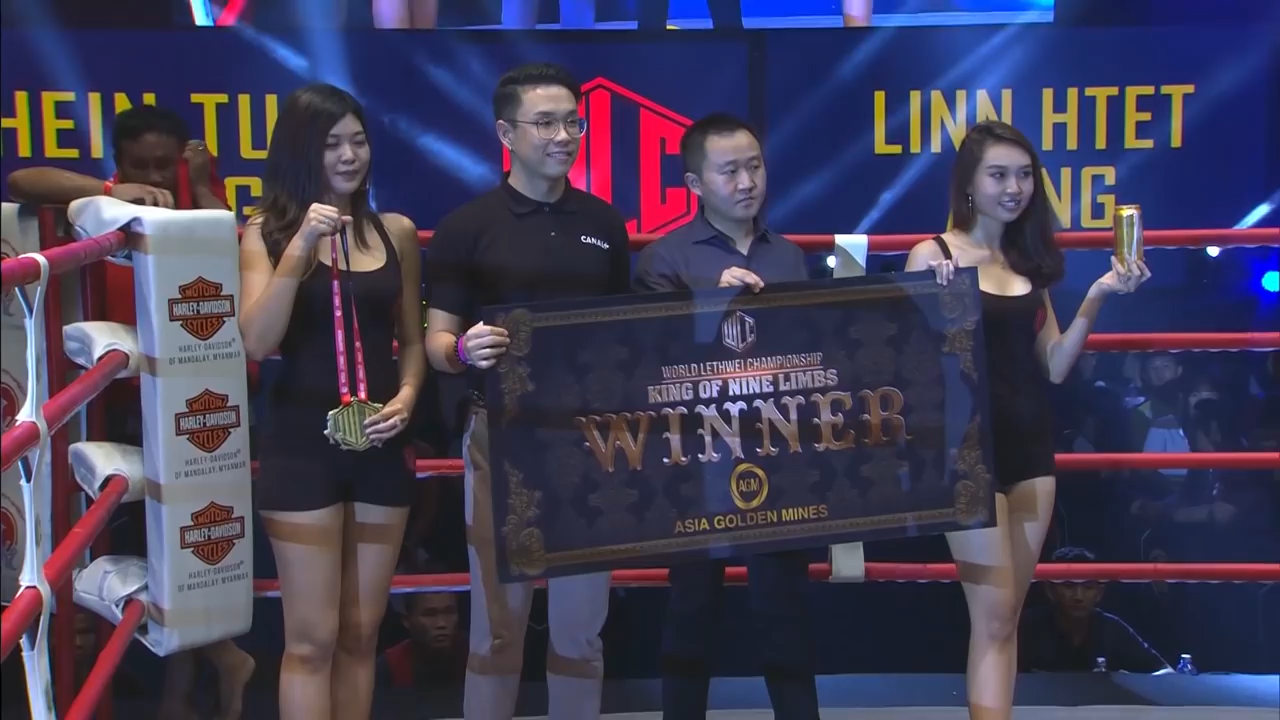 HEIN TU
LINN HTET
WLC
CANAL+
MOTOR
HARLEY-DAVIDSON
CYCLES
HARLEY-DAVIDSON
OF MANDALAY, MYANMAR
MOTOR
HARLEY-DAVIDSON
CYCLES
HARLEY-DAVIDSON
OF MANDALAY, MYANMAR
MOTOR
HARLEY-DAVIDSON
CYCLES
HARLEY-DAVIDSON
OF MANDALAY, MYANMAR
WLC
WORLD LETHWEI CHAMPIONSHIP
KING OF NINE LIMBS
WINNER
AGM
ASIA GOLDEN MINES